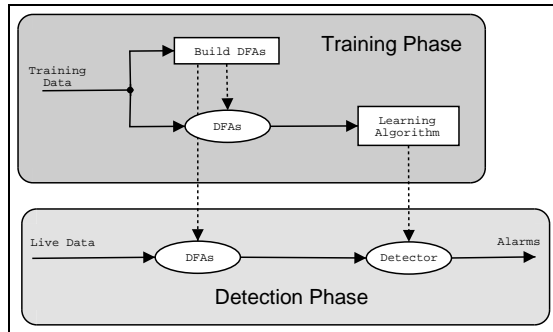 Training Phase
Build DFAs
Training
Data
DFAs
Learning
Algorithm
Live Data
DFAs
Detector
Alarms
Detection Phase